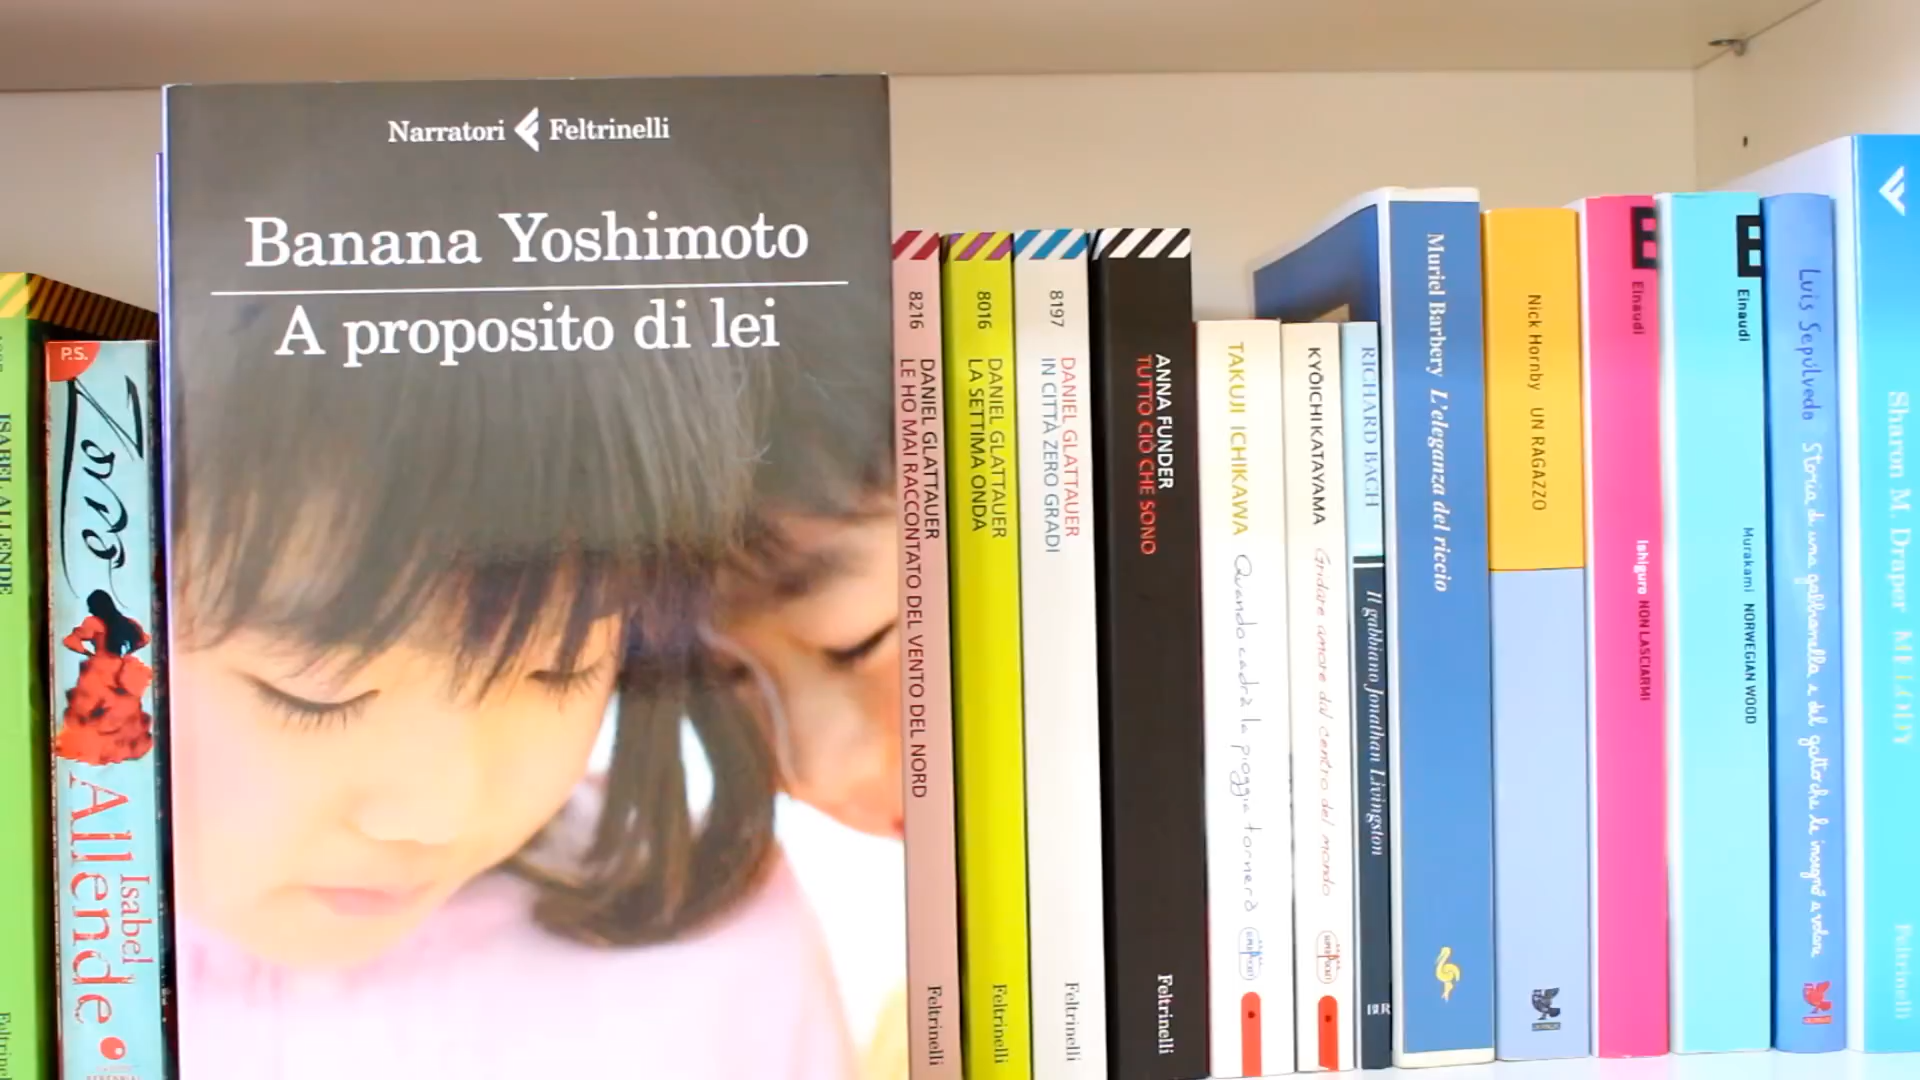 ISABEL ALLENDE
P.S.
Zorro
Isabel
Allende
Narratori Feltrinelli
Banana Yoshimoto
A proposito di lei
8216
DANIEL GLATTAUER
LE HO MAI RACCONTATO DEL VENTO DEL NORD
Feltrinelli
8016
DANIEL GLATTAUER
LA SETTIMA ONDA
Feltrinelli
8197
DANIEL GLATTAUER
IN CITTÀ ZERO GRADI
Feltrinelli
ANNA FUNDER
TUTTO CIÒ CHE SONO
Feltrinelli
TAKUJI ICHIKAWA Quando cadrà la pioggia tornerò
KYŌICHI KATAYAMA Gridare amore dal centro del mondo
RICHARD BACH Il gabbiano Jonathan Livingston
BUR
Muriel Barbery L'eleganza del riccio
Nick Hornby UN RAGAZZO
Einaudi
Ishiguro NON LASCIARMI
Einaudi
Murakami NORWEGIAN WOOD
Luis Sepúlveda Storia di una gabbianella e del gatto che le insegnò a volare
Sharon M. Draper MELODY
Feltrinelli